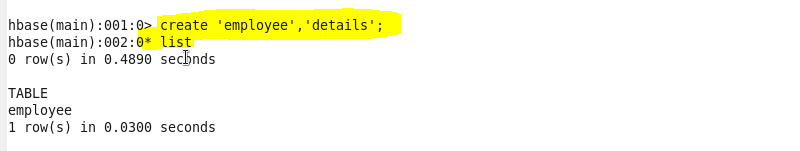 hbase(main):001:0> create 'employee','details';
hbase(main):002:0* list
0 row(s) in 0.4890 seconds
TABLE
employee
1 row(s) in 0.0300 seconds